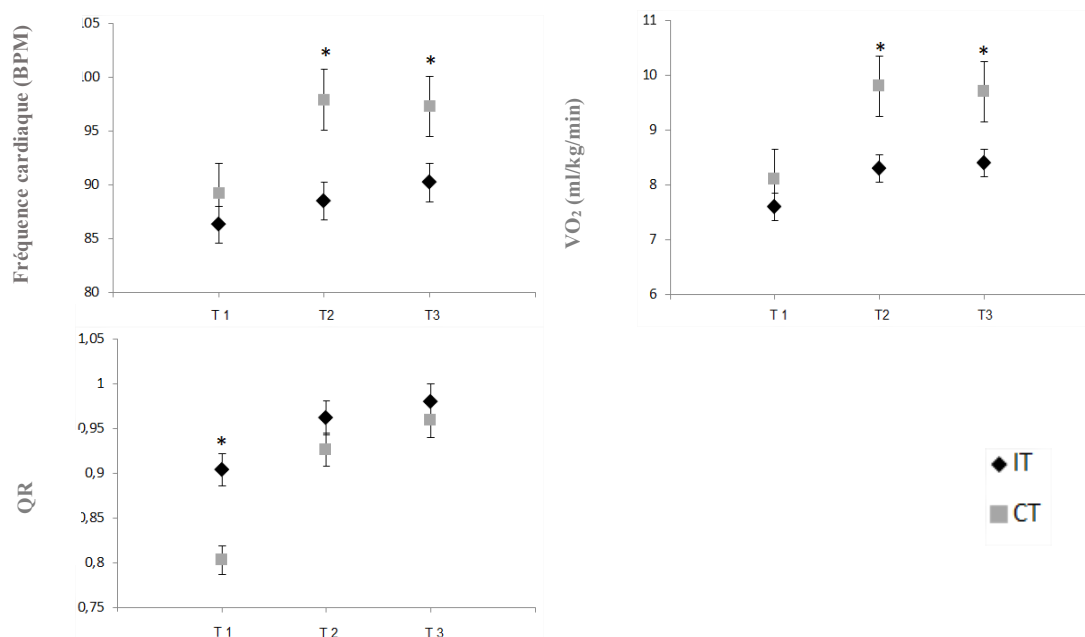 Fréquence cardiaque (BPM)
05
*
*
00
95
90
85
80
T 1
T2
T3
VO₂ (ml/kg/min)
11
*
*
10
9
8
7
6
T 1
T2
T3
QR
1,05
1
0,95
*
0,9
0,85
0,8
0,75
T 1
T 2
T 3
IT
CT